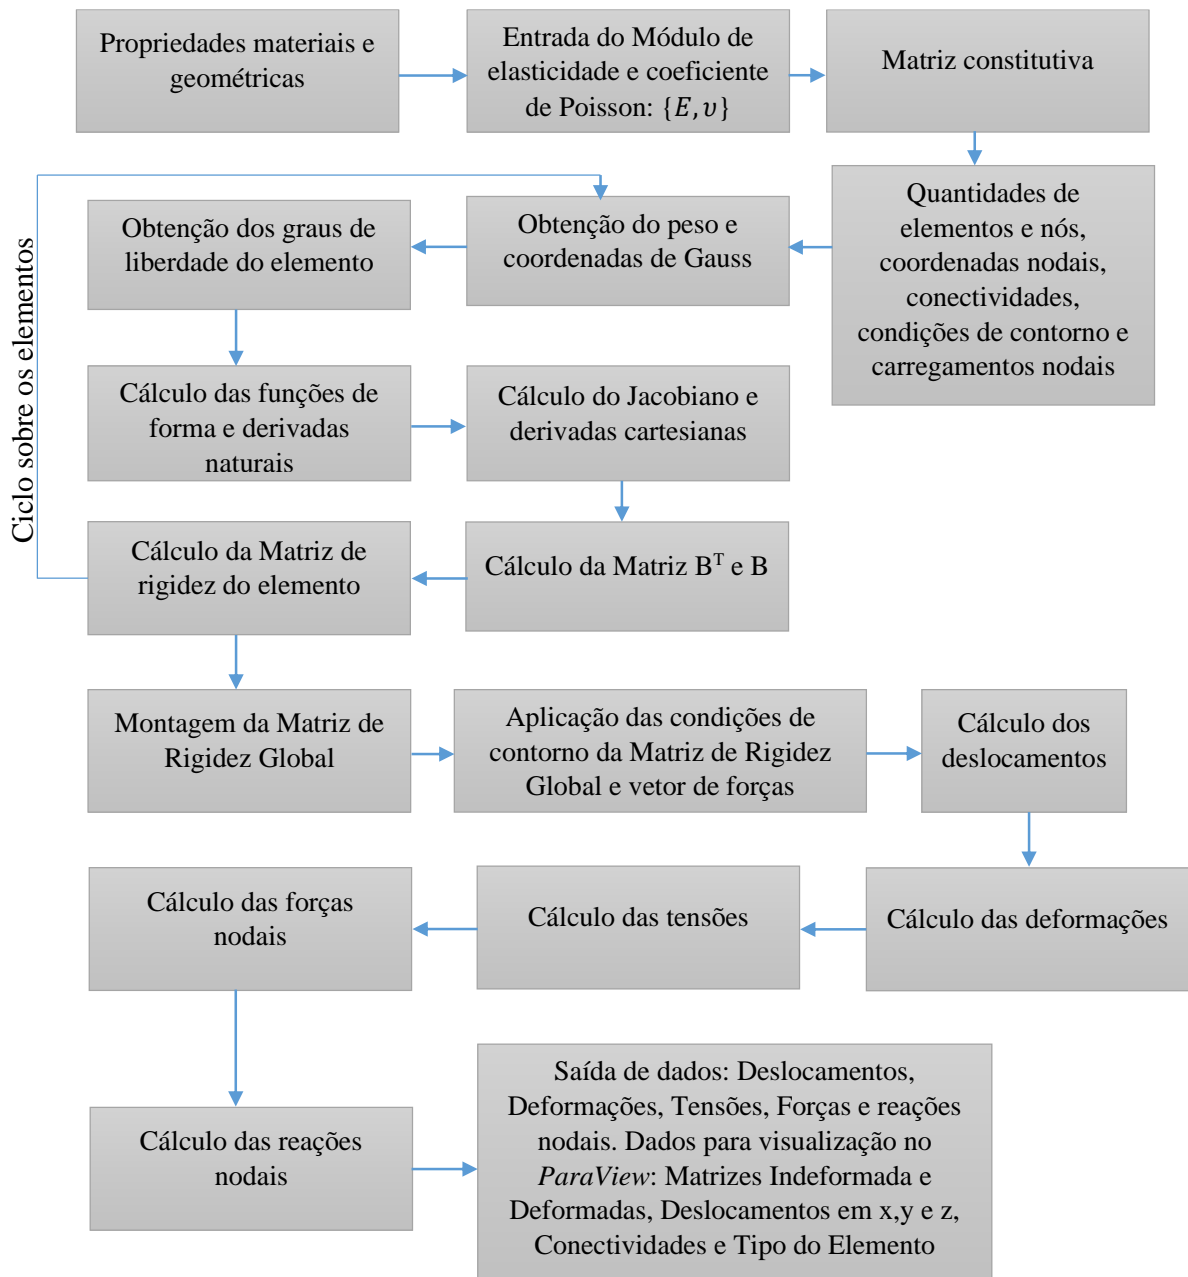 Propriedades materiais e
geométricas
Entrada do Módulo de
elasticidade e coeficiente
de Poisson: {E, υ}
Matriz constitutiva
Quantidades de
elementos e nós,
coordenadas nodais,
conectividades,
condições de contorno e
carregamentos nodais
Obtenção do peso e
coordenadas de Gauss
Obtenção dos graus de
liberdade do elemento
Ciclo sobre os elementos
Cálculo das funções de
forma e derivadas
naturais
Cálculo do Jacobiano e
derivadas cartesianas
Cálculo da Matriz Bᵀ e B
Cálculo da Matriz de
rigidez do elemento
Montagem da Matriz de
Rigidez Global
Aplicação das condições de
contorno da Matriz de Rigidez
Global e vetor de forças
Cálculo dos
deslocamentos
Cálculo das deformações
Cálculo das tensões
Cálculo das forças
nodais
Cálculo das reações
nodais
Saída de dados: Deslocamentos,
Deformações, Tensões, Forças e reações
nodais. Dados para visualização no
ParaView: Matrizes Indeformada e
Deformadas, Deslocamentos em x,y e z,
Conectividades e Tipo do Elemento